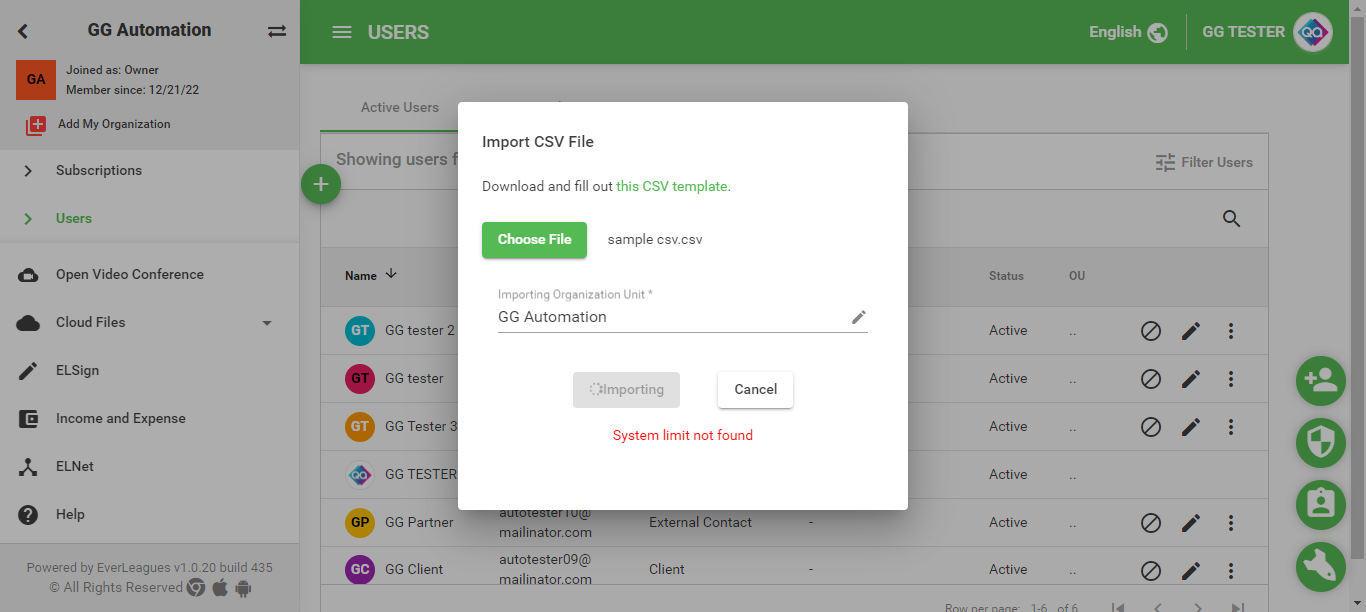 GG Automation
GA
Joined as: Owner
Member since: 12/21/22
Add My Organization
Subscriptions
Users
Open Video Conference
Cloud Files
ELSign
Income and Expense
ELNet
Help
Powered by EverLeagues v1.0.20 build 435
© All Rights Reserved
USERS
English
GG TESTER
QA
Active Users
Showing users f
Filter Users
Import CSV File
Download and fill out this CSV template.
Choose File
sample csv.csv
Importing Organization Unit *
GG Automation
Importing
Cancel
System limit not found
Name
Status
OU
GT
GG tester 2
Active
..
GT
GG tester
Active
..
GT
GG Tester 3
Active
..
QA
GG TESTER
Active
..
GP
GG Partner
autotester10@
mailinator.com
External Contact
-
Active
..
GC
GG Client
autotester09@
mailinator.com
Client
-
Active
..
Row per page:
1-6
of 6